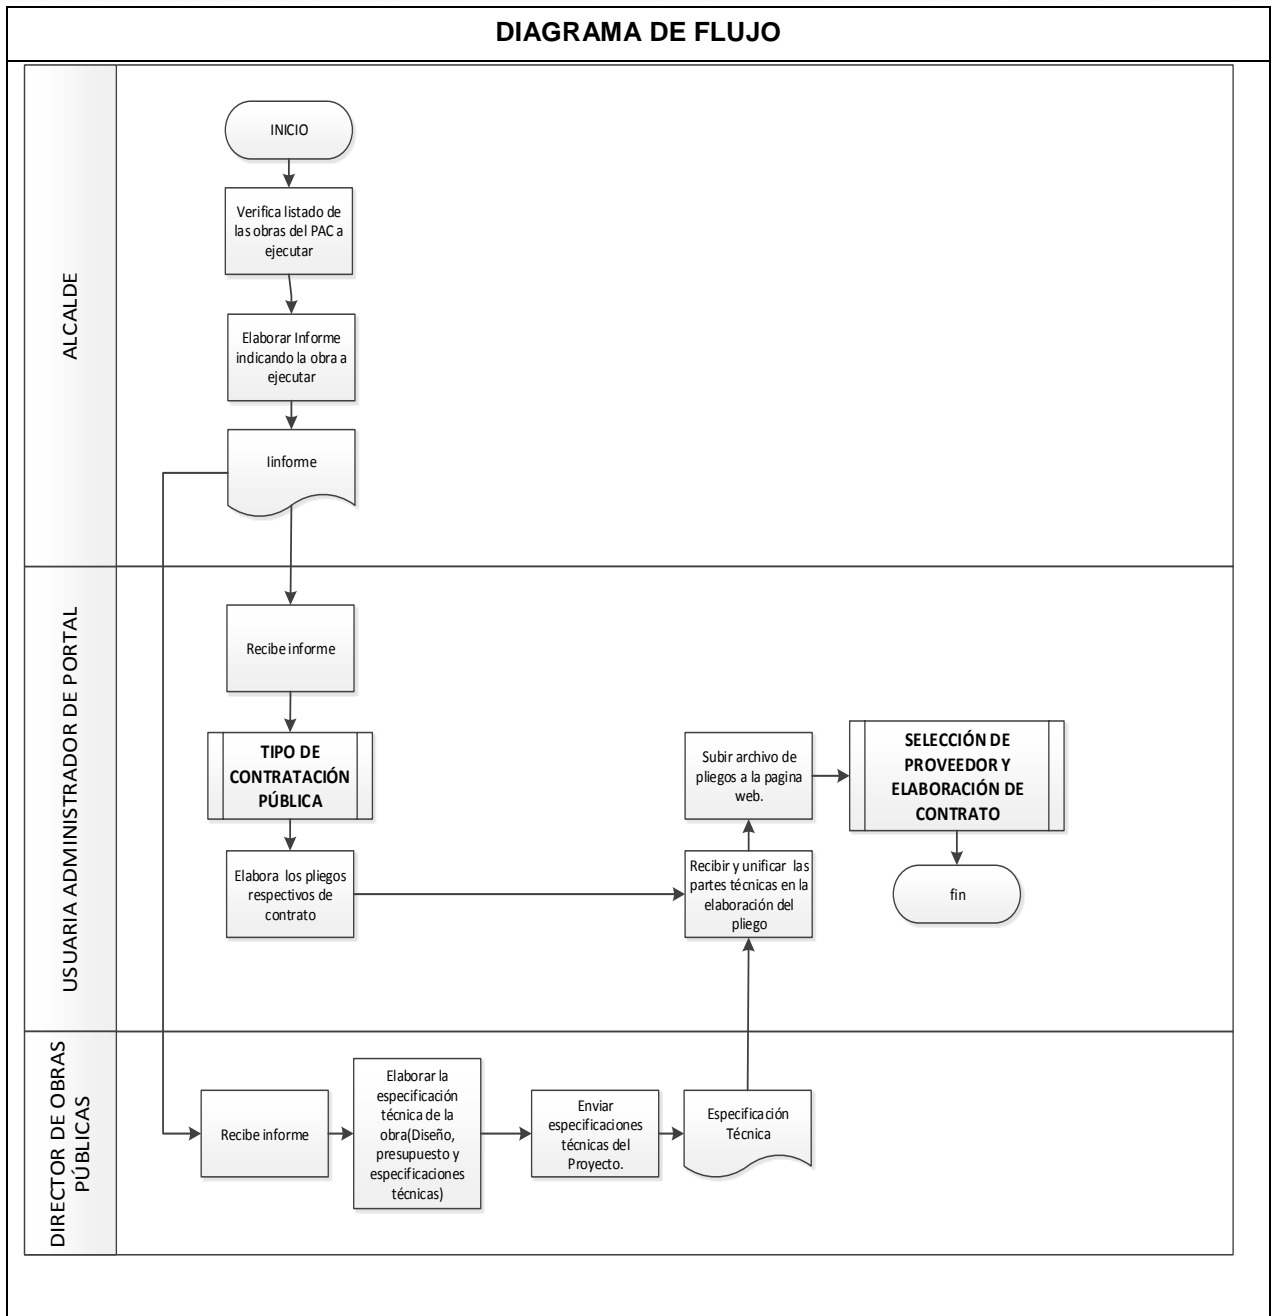 DIAGRAMA DE FLUJO
ALCALDE
INICIO
Verifica listado de
las obras del PAC a
ejecutar
Elaborar Informe
indicando la obra a
ejecutar
Iinforme
USUARIA ADMINISTRADOR DE PORTAL
Recibe informe
TIPO DE
CONTRATACIÓN
PÚBLICA
Elabora los pliegos
respectivos de
contrato
Subir archivo de
pliegos a la pagina
web.
Recibir y unificar las
partes técnicas en la
elaboración del
pliego
SELECCIÓN DE
PROVEEDOR Y
ELABORACIÓN DE
CONTRATO
fin
DIRECTOR DE OBRAS
PÚBLICAS
Recibe informe
Elaborar la
especificación
técnica de la
obra(Diseño,
presupuesto y
especificaciones
técnicas)
Enviar
especificaciones
técnicas del
Proyecto.
Especificación
Técnica